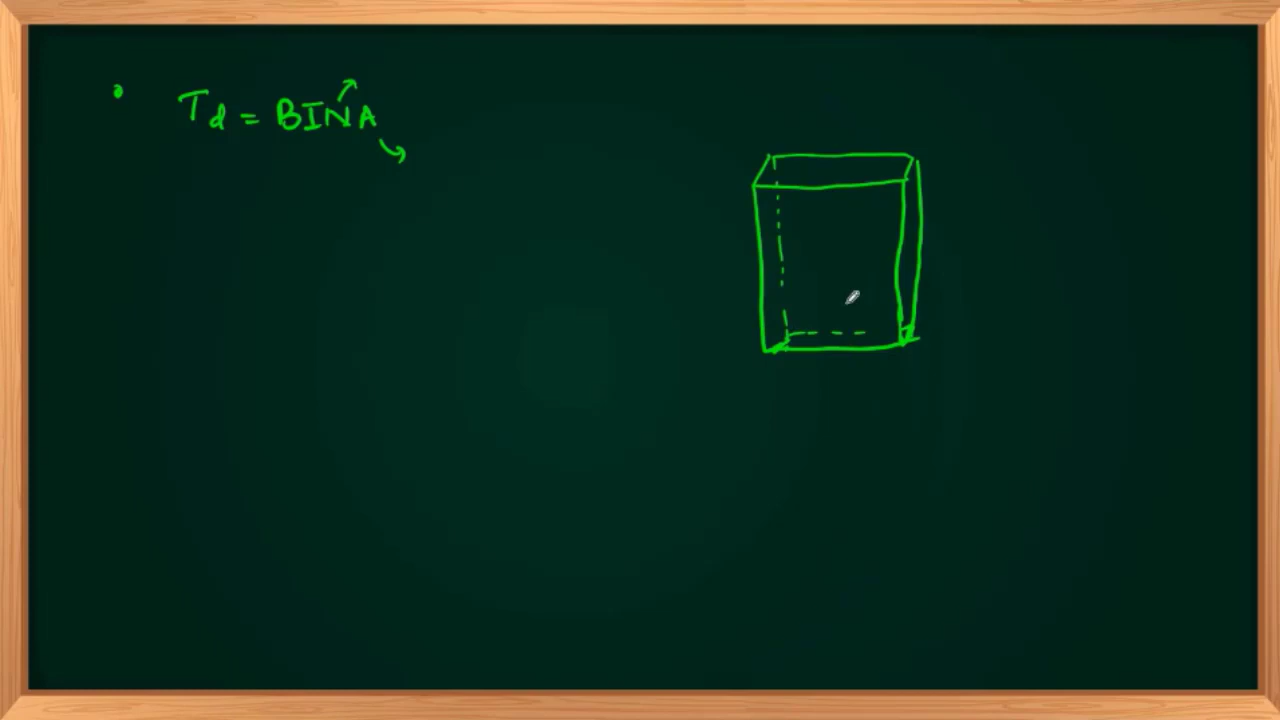 • Td = BINA